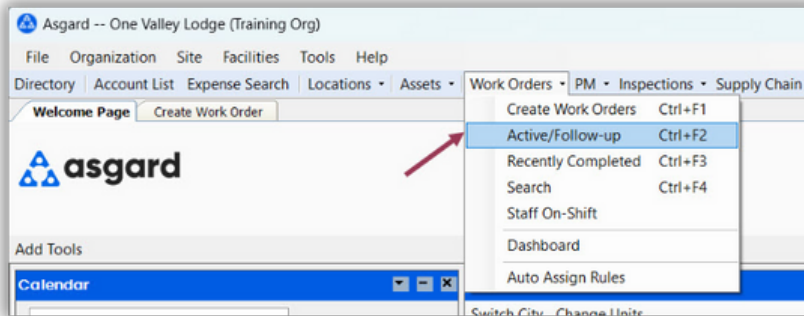 Asgard -- One Valley Lodge (Training Org)
File Organization Site Facilities Tools Help
Directory Account List Expense Search Locations Assets Work Orders PM Inspections Supply Chain
Welcome Page Create Work Order
Create Work Orders Ctrl+F1
Active/Follow-up Ctrl+F2
Recently Completed Ctrl+F3
Search Ctrl+F4
Staff On-Shift
Dashboard
Auto Assign Rules
asgard
Add Tools
Calendar
Switch City Change Units